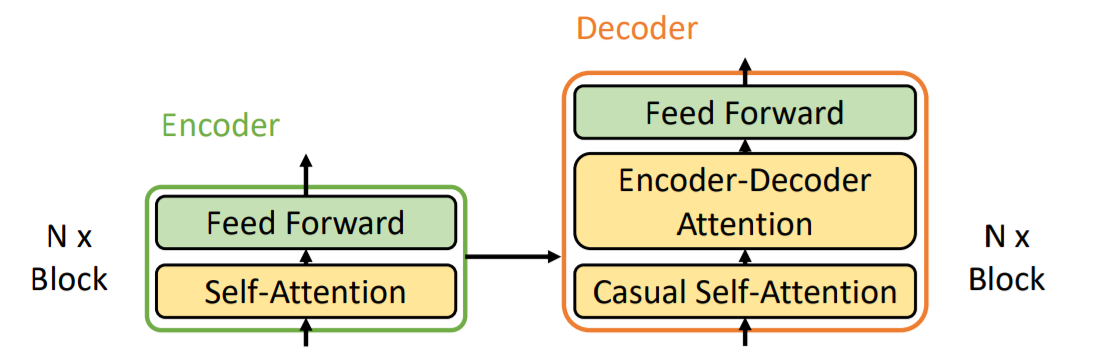 Decoder
Encoder
Feed Forward
Encoder-Decoder
Attention
Casual Self-Attention
Feed Forward
Self-Attention
N x
Block
N x
Block